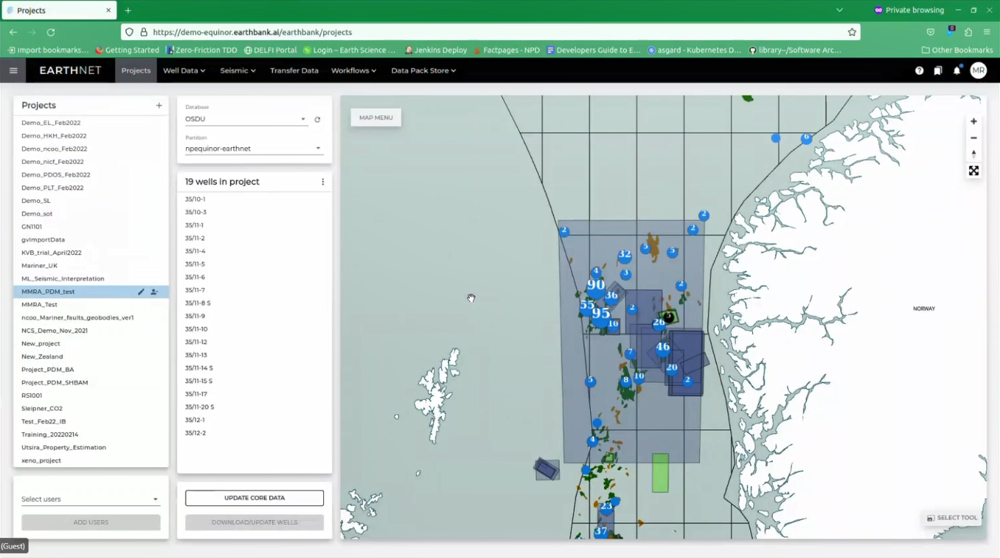 Projects
Private browsing
https://demo-equinor.earthbank.ai/earthbank/projects
0
Import bookmarks... Getting Started Zero-Friction TDD DELFI Portal Login – Earth Science ... Jenkins Deploy Factpages - NPD Developers Guide to E... asgard - Kubernetes D... library~/Software Arc... Other Bookmarks
EARTHNET Projects Well Data Seismic Transfer Data Workflows Data Pack Store MR
Projects
Demo_EL_Feb2022
Demo_HKH_Feb2022
Demo_ncoo_Feb2022
Demo_nicf_Feb2022
Demo_PDOS_Feb2022
Demo_PLT_Feb2022
Demo_SL
Demo_sot
GN1101
gvImportData
KVB_trial_April2022
Mariner_UK
ML_Seismic_Interpretation
MMRA_PDM_test
MMRA_Test
ncoo_Mariner_faults_geobodies_ver1
NCS_Demo_Nov_2021
New_project
New_Zealand
Project_PDM_BA
Project_PDM_SHBAM
RS1001
Sleipner_CO2
Test_Feb22_IB
Training_20220214
Utsira_Property_Estimation
xeno_project
Select users
ADD USERS
(Guest)
Database
OSDU
Partition
npequinor-earthnet
19 wells in project
35/10-1
35/10-3
35/11-1
35/11-2
35/11-4
35/11-5
35/11-6
35/11-7
35/11-8 S
35/11-9
35/11-10
35/11-12
35/11-13
35/11-14 S
35/11-15 S
35/11-17
35/11-20 S
35/12-1
35/12-2
UPDATE CORE DATA
DOWNLOAD/UPDATE WELLS
MAP MENU
6
2
2
2
5
5
32
4
3
90
2
36
55
2
95
5
10
26
46
7
20
10
5
8
2
4
23
37
NORWAY
SELECT TOOL